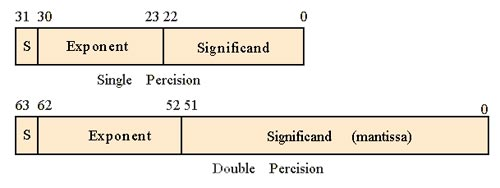 31 30 23 22 0
S Exponent Significand
Single Percision
63 62 52 51 0
S Exponent Significand (mantissa)
Double Percision